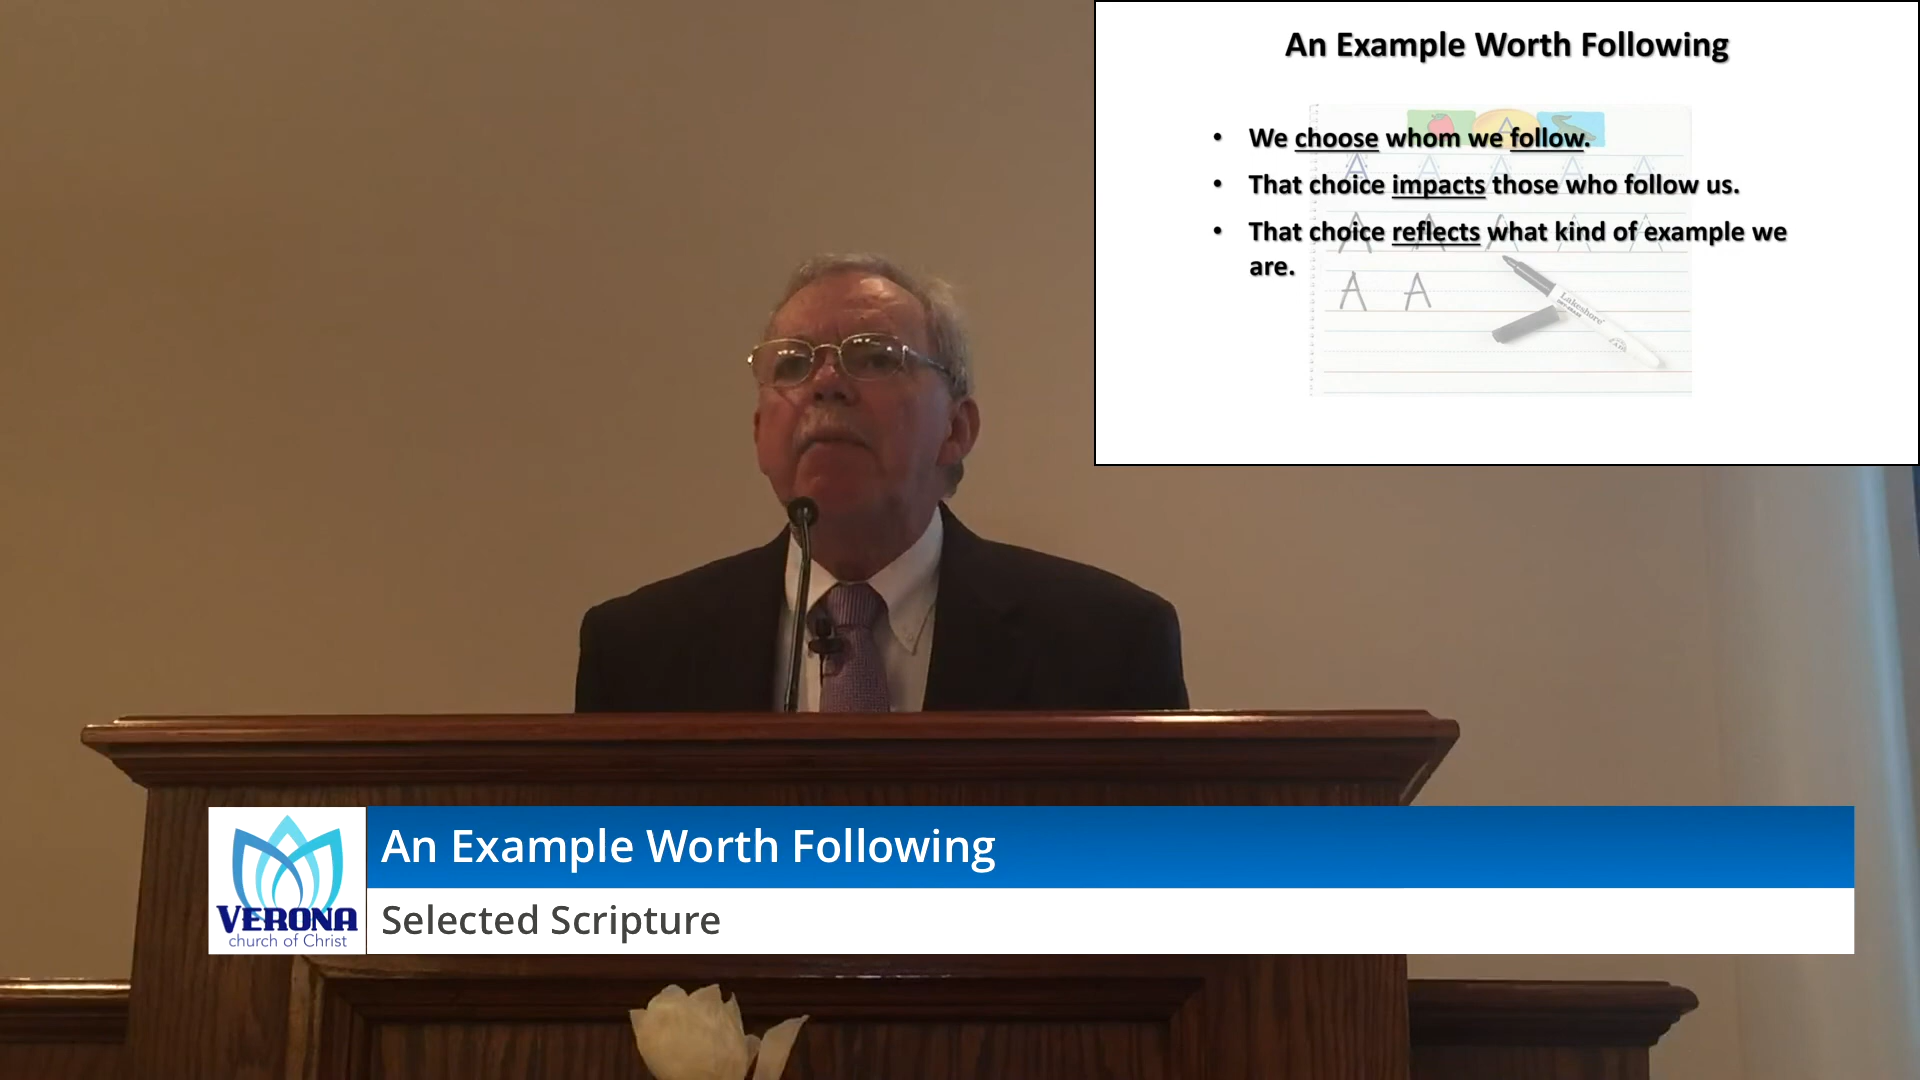 An Example Worth Following
• We choose whom we follow.
• That choice impacts those who follow us.
• That choice reflects what kind of example we
are.
A
A A A A A
A A A A A
A A
Lakeshore
An Example Worth Following
VERONA
church of Christ
Selected Scripture